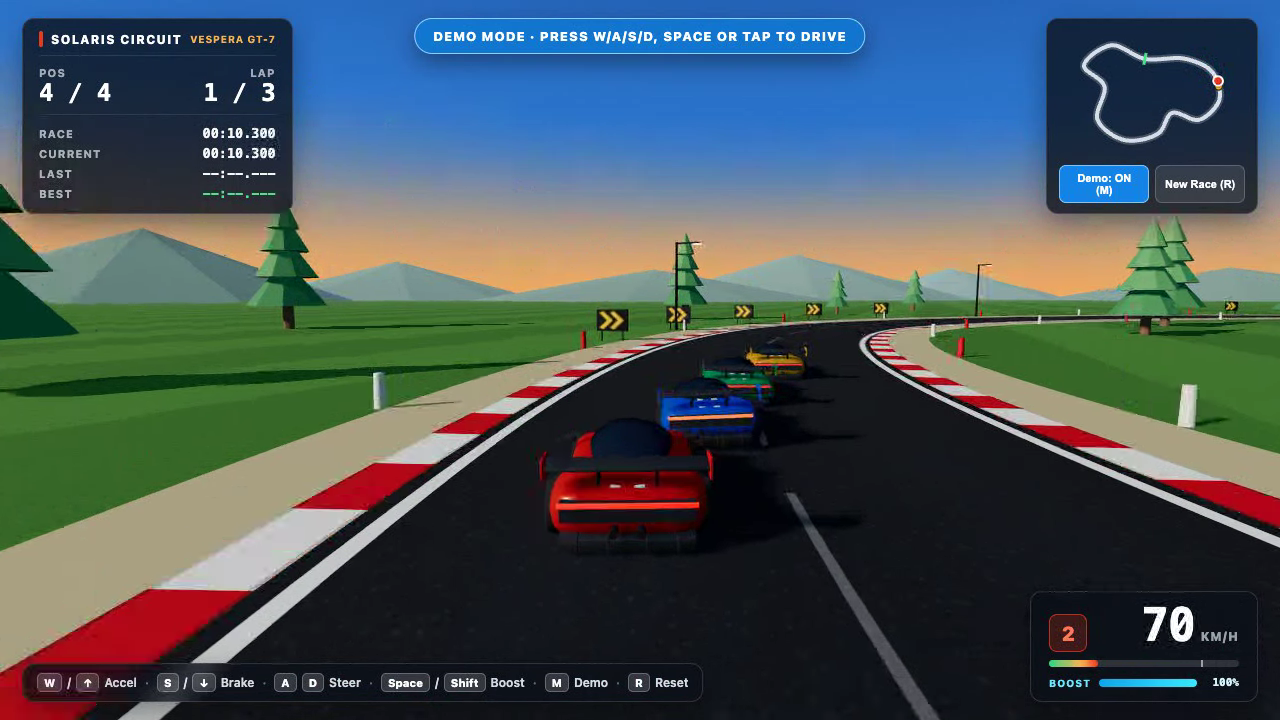 SOLARIS CIRCUIT VESPERA GT-7
POS LAP
4 / 4 1 / 3
RACE 00:10.300
CURRENT 00:10.300
LAST --:--.---
BEST --:--.---
DEMO MODE · PRESS W/A/S/D, SPACE OR TAP TO DRIVE
Demo: ON
(M)
New Race (R)
W / ↑ Accel · S / ↓ Brake · A D Steer · Space / Shift Boost · M Demo · R Reset
2 70 KM/H
BOOST 100%